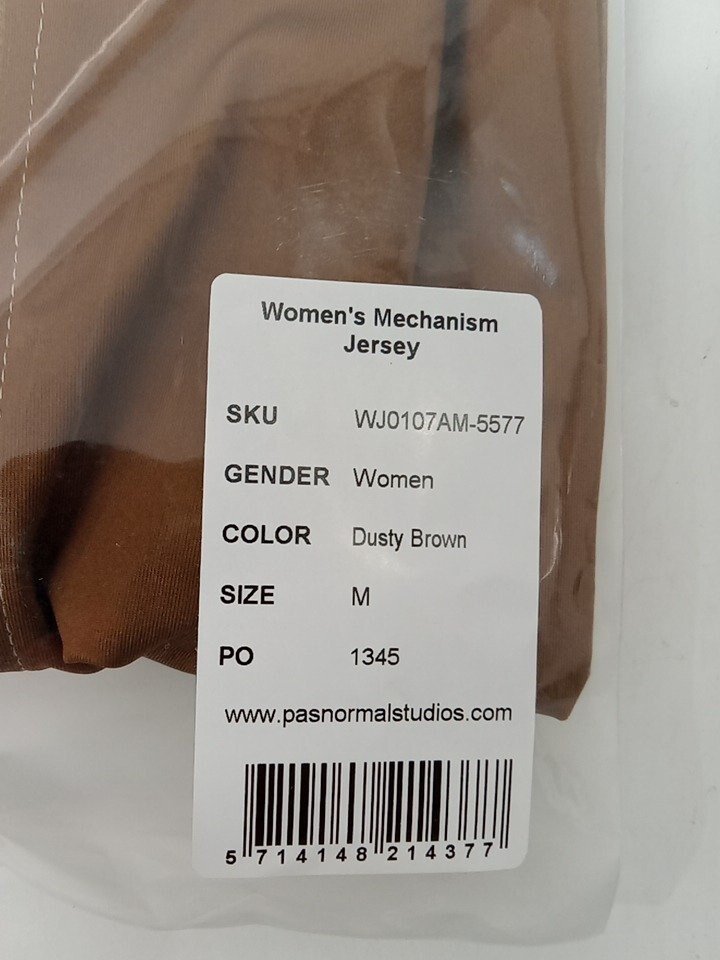 Women's Mechanism
Jersey
SKU WJ0107AM-5577
GENDER Women
COLOR Dusty Brown
SIZE M
PO 1345
www.pasnormalstudios.com
5 714148 214377